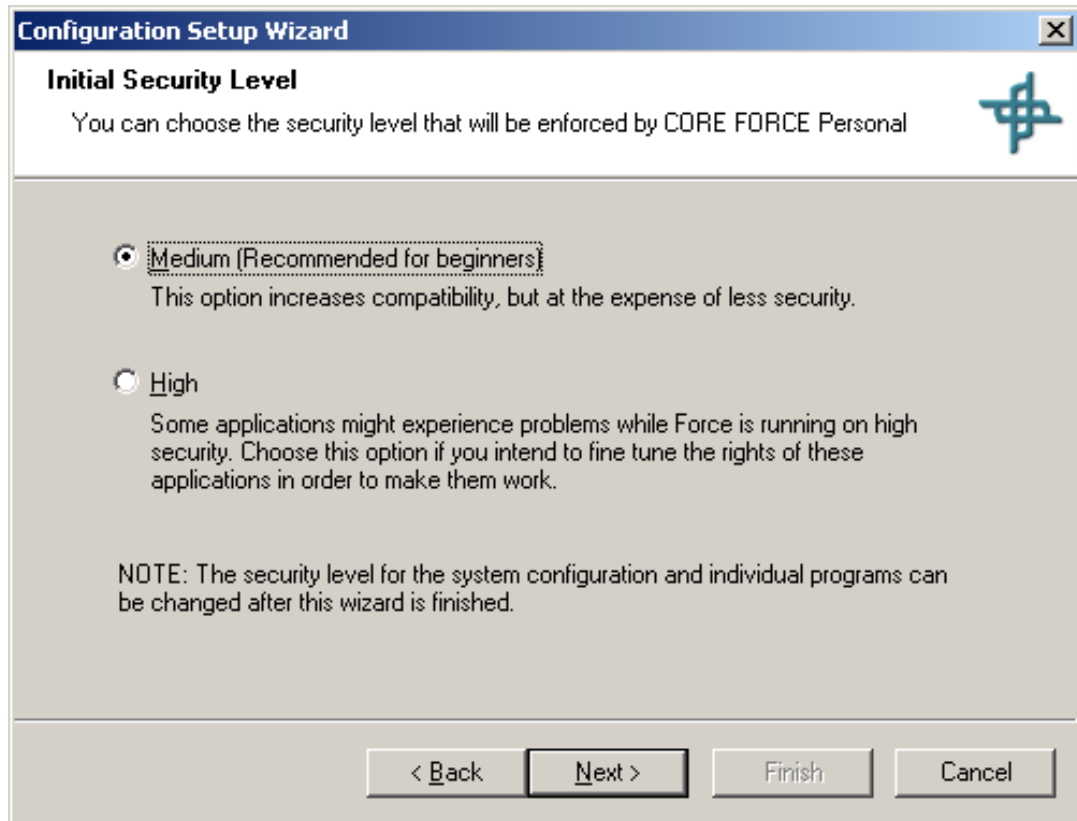 Configuration Setup Wizard
Initial Security Level
You can choose the security level that will be enforced by CORE FORCE Personal
Medium (Recommended for beginners)
This option increases compatibility, but at the expense of less security.
High
Some applications might experience problems while Force is running on high
security. Choose this option if you intend to fine tune the rights of these
applications in order to make them work.
NOTE: The security level for the system configuration and individual programs can
be changed after this wizard is finished.
< Back
Next >
Finish
Cancel